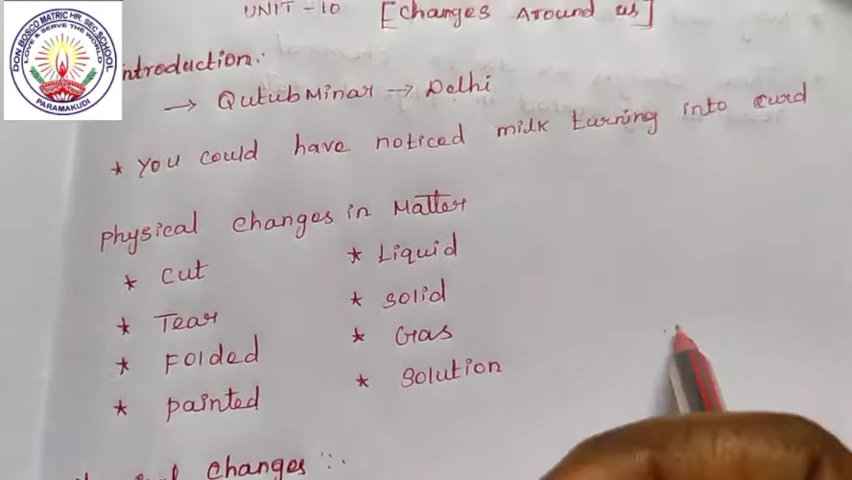 DON BOSCO MATRIC HR SEC SCHOOL
LOVE & SERVE THE WORLD
PARAMAKUDI
UNIT - 10 [Changes Around us]
introduction:
→ Qutub Minar → Delhi
* You could have noticed milk turning into curd
Physical changes in Matter
* cut
* Tear
* Folded
* painted
* Liquid
* solid
* Gas
* solution
changes :